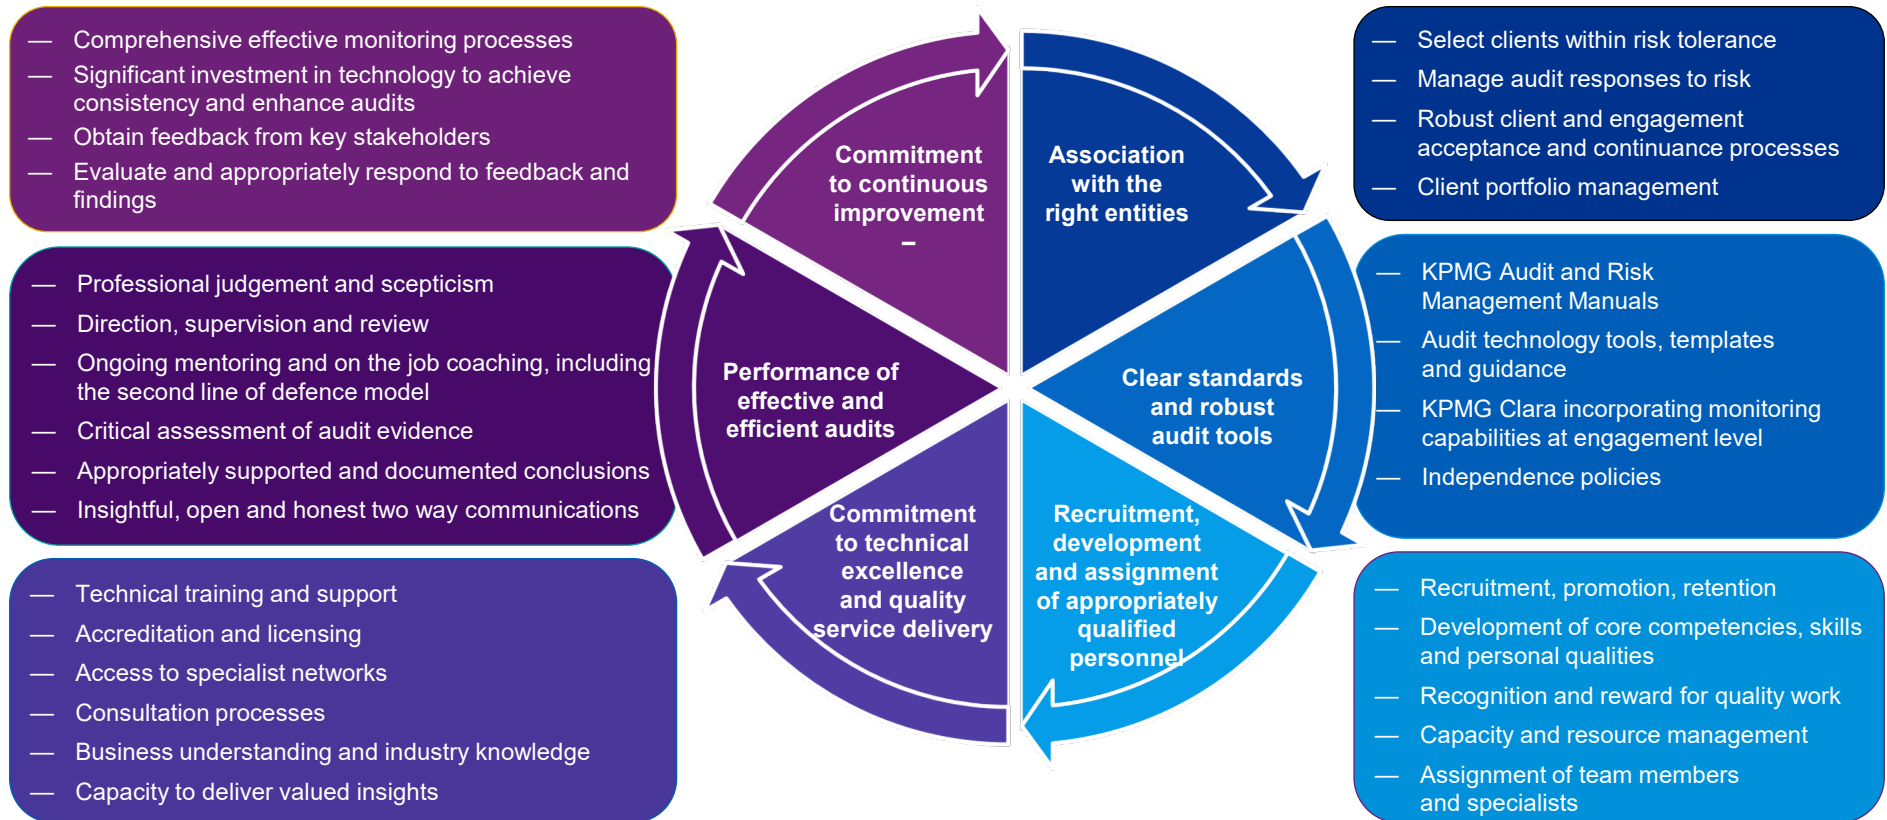 — Comprehensive effective monitoring processes
— Significant investment in technology to achieve
consistency and enhance audits
— Obtain feedback from key stakeholders
— Evaluate and appropriately respond to feedback and
findings
— Professional judgement and scepticism
— Direction, supervision and review
— Ongoing mentoring and on the job coaching, including
the second line of defence model
— Critical assessment of audit evidence
— Appropriately supported and documented conclusions
— Insightful, open and honest two way communications
— Technical training and support
— Accreditation and licensing
— Access to specialist networks
— Consultation processes
— Business understanding and industry knowledge
— Capacity to deliver valued insights
Commitment
to continuous
improvement
–
Association
with the
right entities
Performance of
effective and
efficient audits
Clear standards
and robust
audit tools
Commitment
to technical
excellence
and quality
service delivery
Recruitment,
development
and assignment
of appropriately
qualified
personnel
— Select clients within risk tolerance
— Manage audit responses to risk
— Robust client and engagement
acceptance and continuance processes
— Client portfolio management
— KPMG Audit and Risk
Management Manuals
— Audit technology tools, templates
and guidance
— KPMG Clara incorporating monitoring
capabilities at engagement level
— Independence policies
— Recruitment, promotion, retention
— Development of core competencies, skills
and personal qualities
— Recognition and reward for quality work
— Capacity and resource management
— Assignment of team members
and specialists